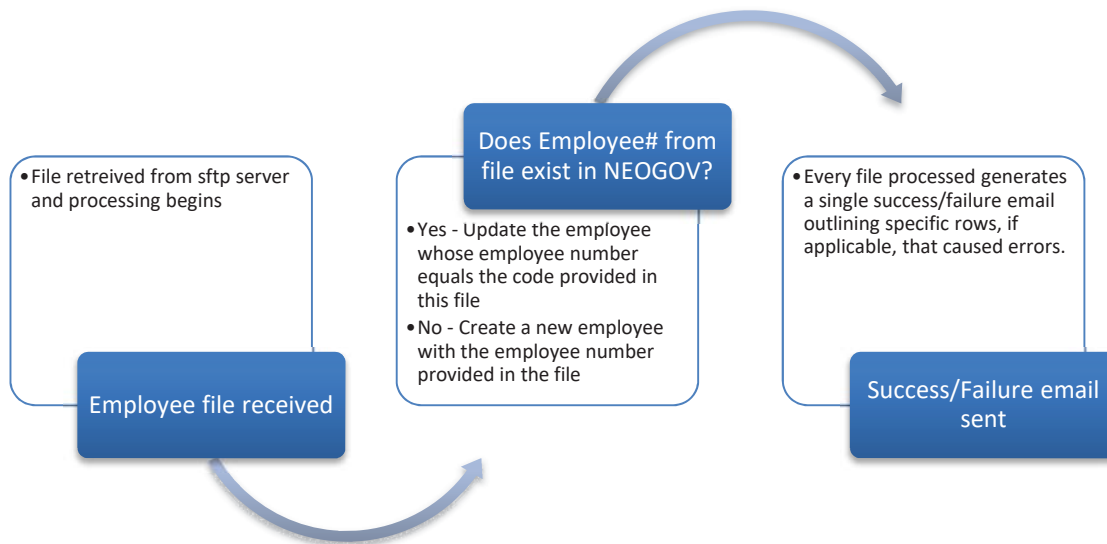 •File retreived from sftp server
and processing begins
Employee file received
Does Employee# from
file exist in NEOGOV?
•Yes - Update the employee
whose employee number
equals the code provided in
this file
•No - Create a new employee
with the employee number
provided in the file
•Every file processed generates
a single success/failure email
outlining specific rows, if
applicable, that caused errors.
Success/Failure email
sent